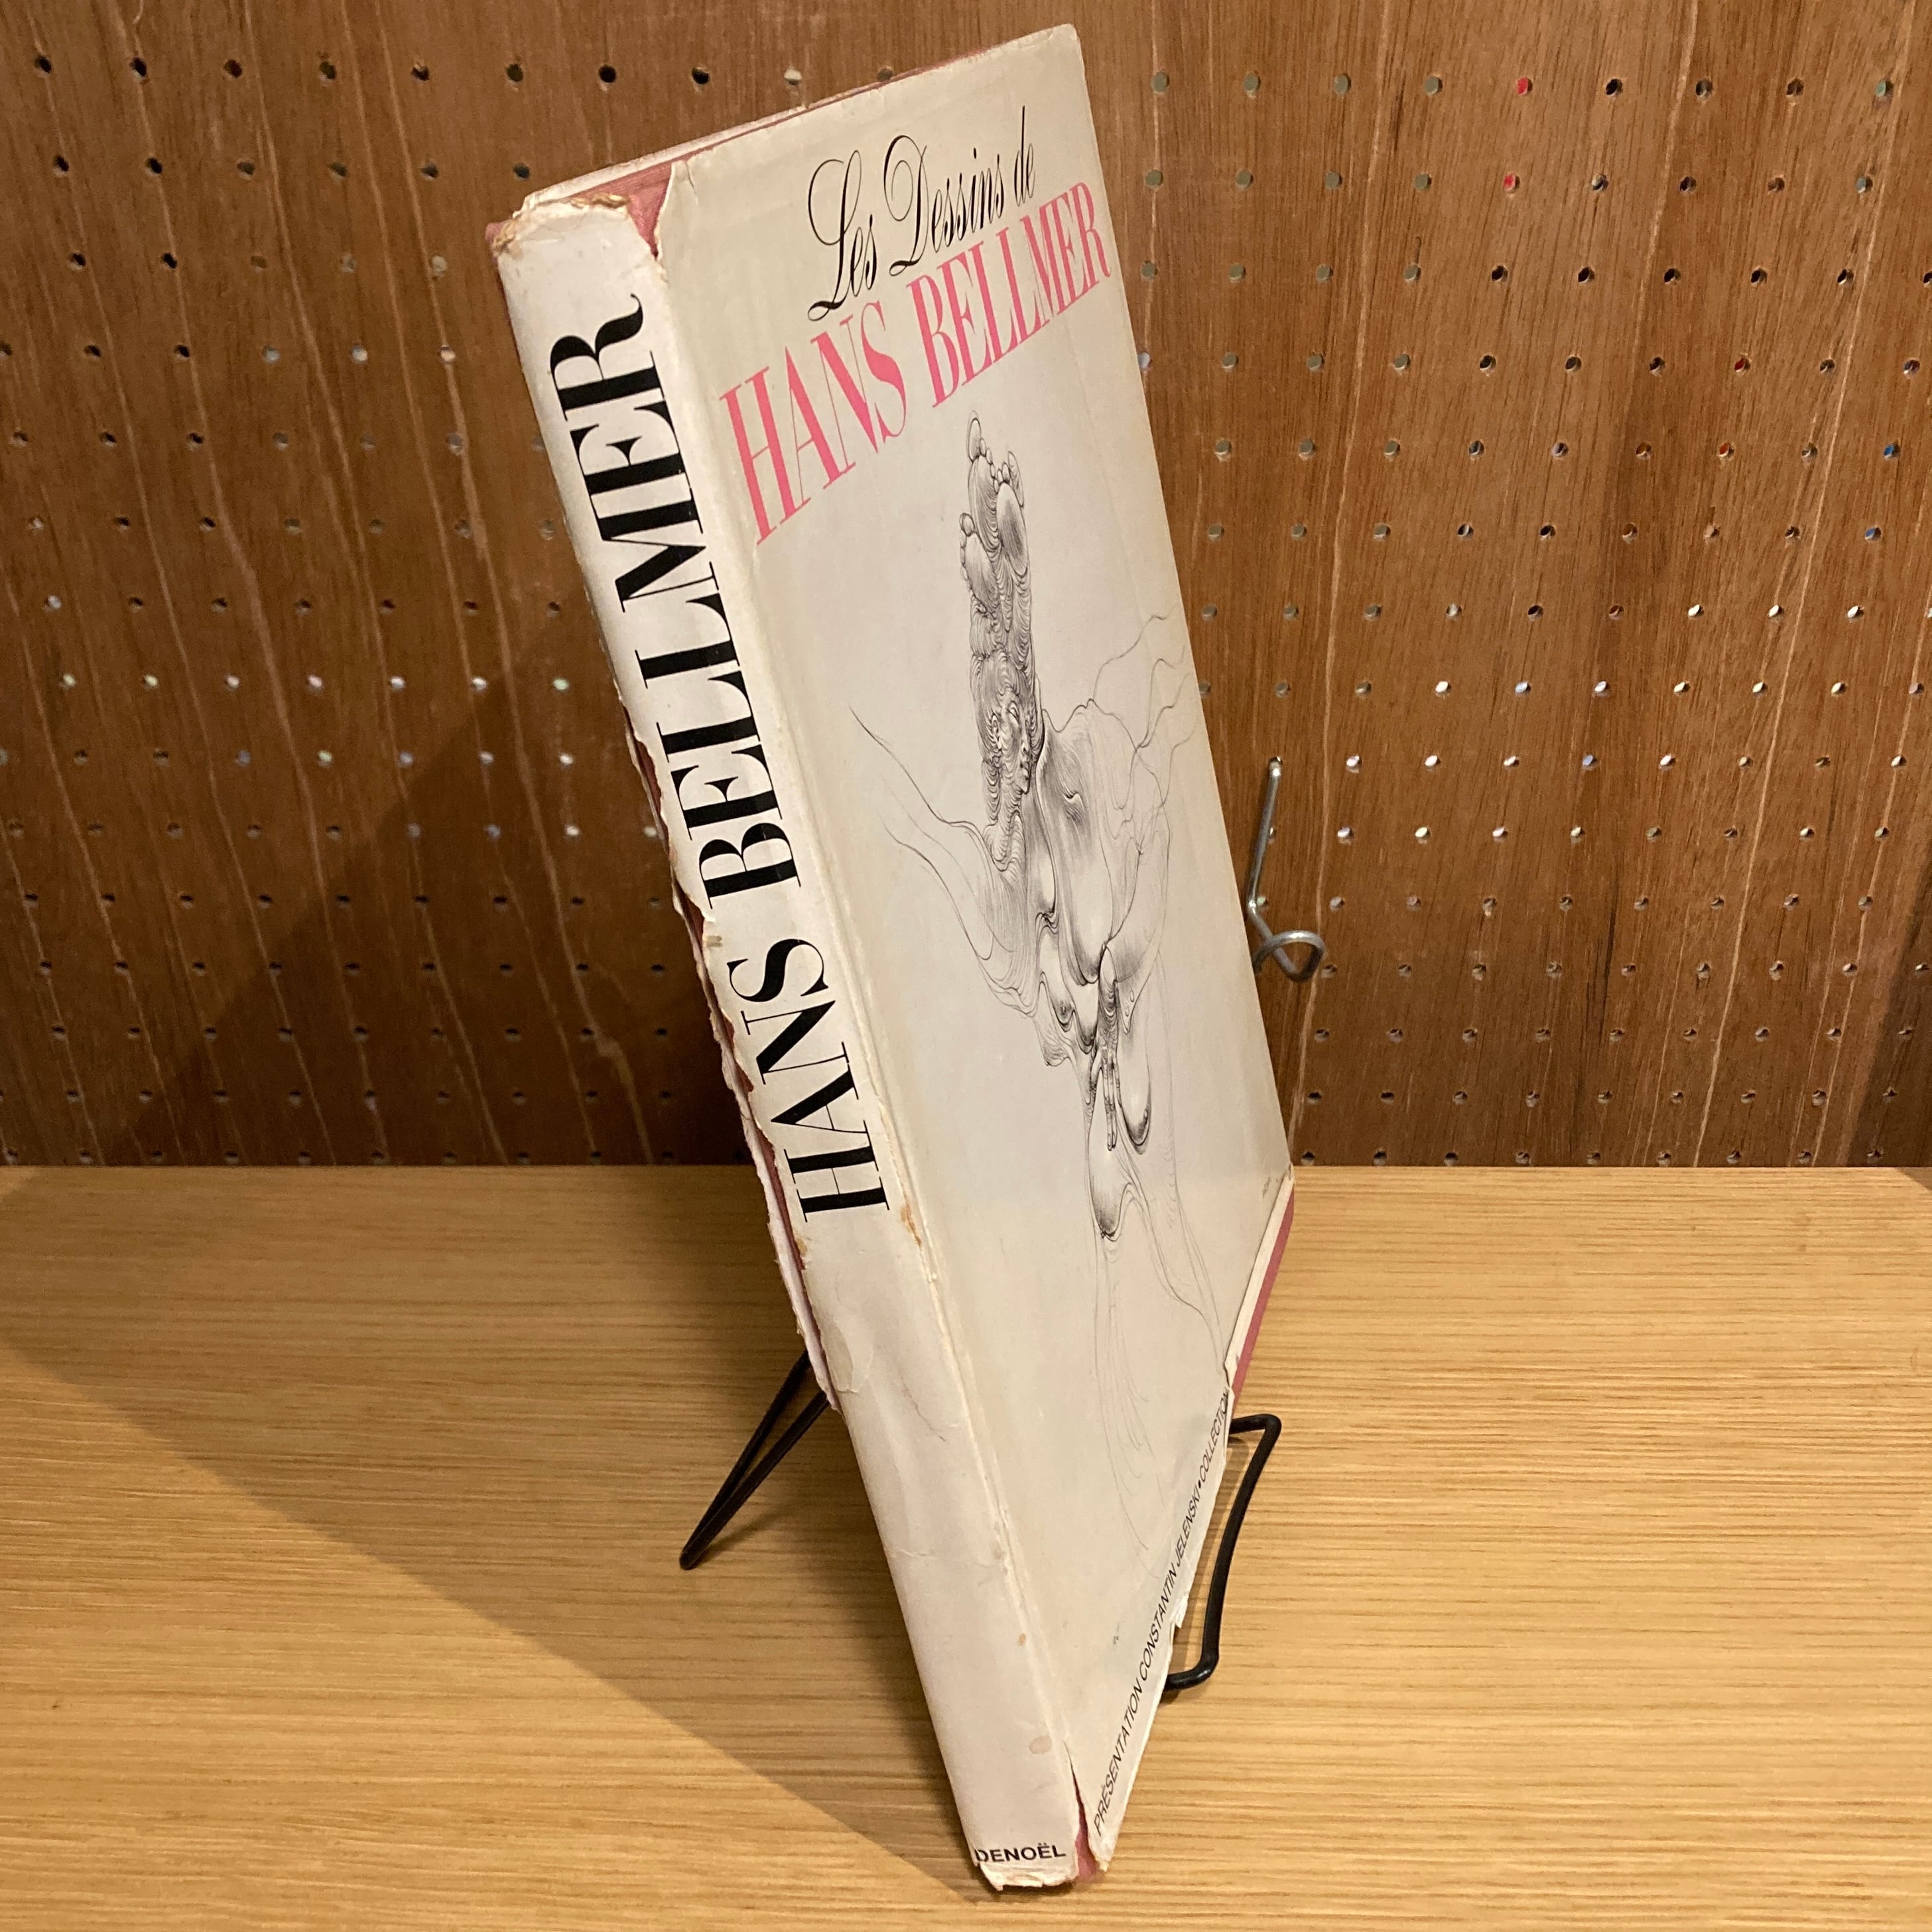 HANS BELLMER
DENOËL
Les Dessins de
HANS BELLMER
PRÉSENTATION CONSTANTIN JELENSKI • COLLECTION